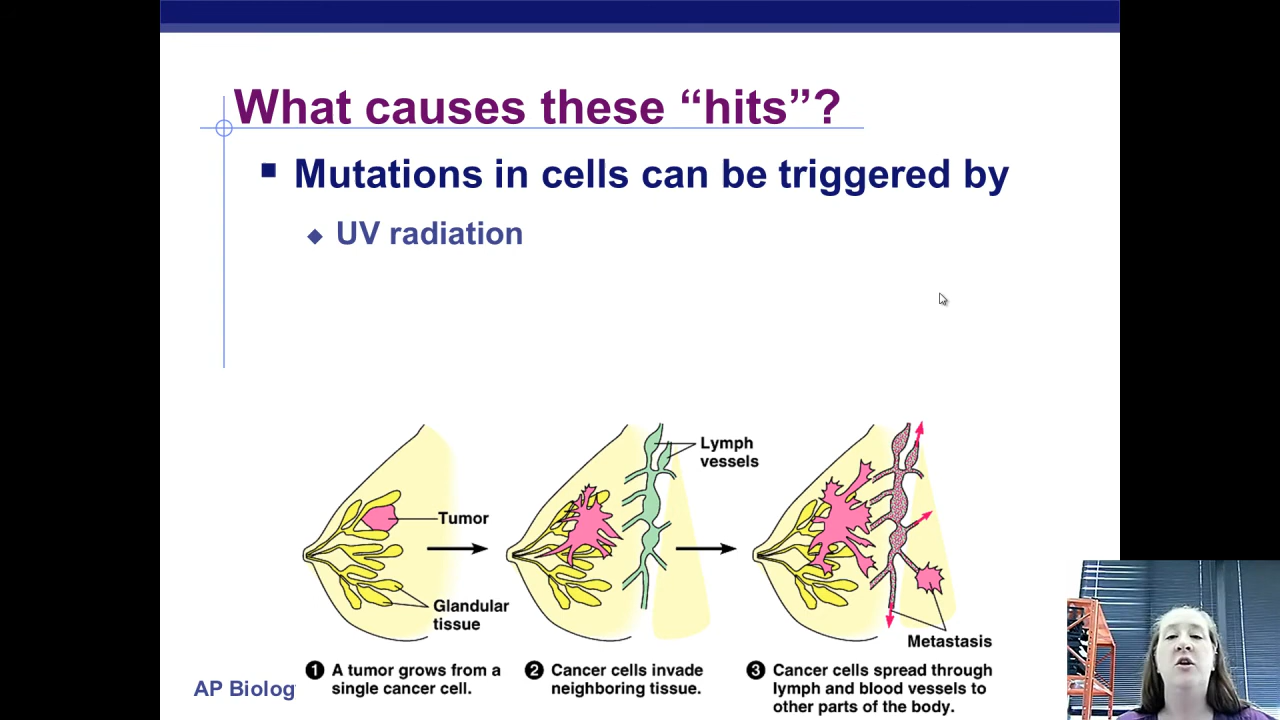 What causes these “hits”?
■ Mutations in cells can be triggered by
◆ UV radiation
Lymph
vessels
Tumor
Glandular
tissue
Metastasis
1 A tumor grows from a
single cancer cell.
2 Cancer cells invade
neighboring tissue.
3 Cancer cells spread through
lymph and blood vessels to
other parts of the body.
AP Biolog